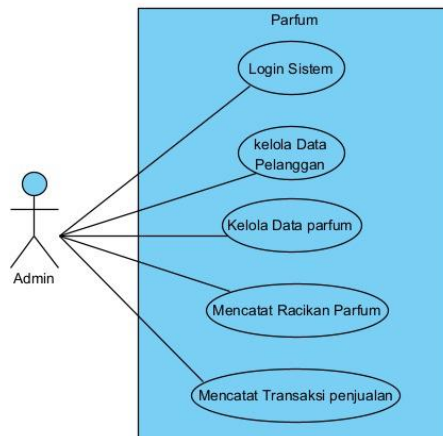 Parfum
Login Sistem
kelola Data
Pelanggan
Kelola Data parfum
Admin
Mencatat Racikan Parfum
Mencatat Transaksi penjualan